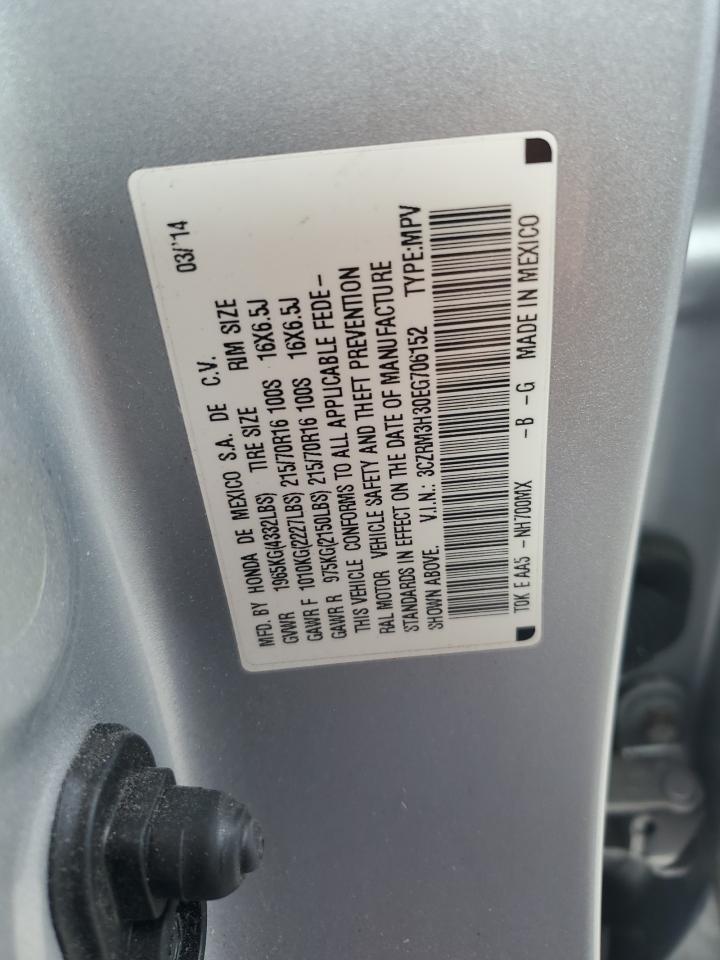 MFD. BY HONDA DE MEXICO S.A. DE C.V. 03/'14
1965KG(4332LBS) TIRE SIZE RIM SIZE
GVWR
GAWR F 1010KG(2227LBS) 215/70R16 100S 16X6.5J
GAWR R 975KG(2150LBS) 215/70R16 100S 16X6.5J
THIS VEHICLE CONFORMS TO ALL APPLICABLE FEDE–
RAL MOTOR VEHICLE SAFETY AND THEFT PREVENTION
STANDARDS IN EFFECT ON THE DATE OF MANUFACTURE
SHOWN ABOVE. V.I.N.: 3CZRM3H30EG706152 TYPE:MPV
T0K E AA5 -NH700MX -B -G MADE IN MEXICO